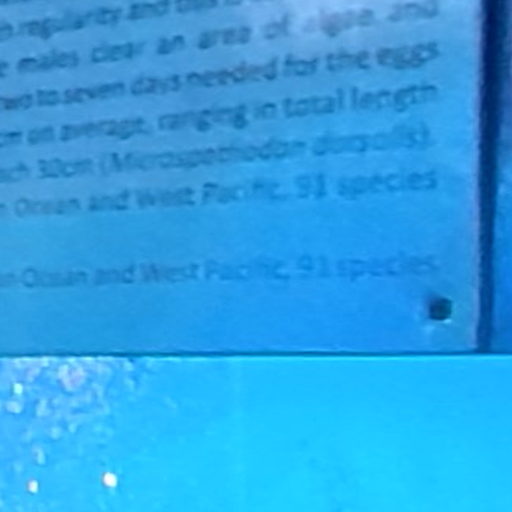 regularity and this
males clear an area of algae and
two to seven days needed for the eggs
cm on average, ranging in total length
30cm (Microspathodon dorsalis).
Ocean and West Pacific, 91 species
Ocean and West Pacific, 91 species